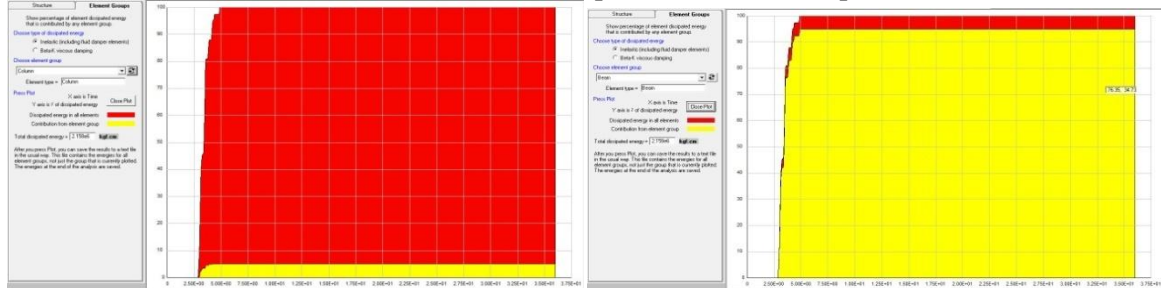 Structure
Element Groups
Show percentage of element dissipated energy
that is contributed by any element group.
Choose type of dissipated energy
Inelastic (including fluid damper elements)
Beta-K viscous damping
Choose element group
Column
Element type = Column
Press Plot
X axis is Time
Y axis is % of dissipated energy
Close Plot
Dissipated energy in all elements
Contribution from element group
Total dissipated energy =
kgf.cm
After you press Plot, you can save the results to a text file
in the usual way. This file contains the energies for all
element groups, not just the group that is currently plotted.
The energies at the end of the analysis are saved.
100
90
80
70
60
50
40
30
20
10
0
0 2.50E+00 5.00E+00 7.50E+00 1.00E+01 1.25E+01 1.50E+01 1.75E+01 2.00E+01 2.25E+01 2.50E+01 2.75E+01 3.00E+01 3.25E+01 3.50E+01 3.75E+01
Structure
Element Groups
Show percentage of element dissipated energy
that is contributed by any element group.
Choose type of dissipated energy
Inelastic (including fluid damper elements)
Beta-K viscous damping
Choose element group
Beam
Element type = Beam
Press Plot
X axis is Time
Y axis is % of dissipated energy
Close Plot
Dissipated energy in all elements
Contribution from element group
Total dissipated energy =
kgf.cm
After you press Plot, you can save the results to a text file
in the usual way. This file contains the energies for all
element groups, not just the group that is currently plotted.
The energies at the end of the analysis are saved.
100
90
80
70
60
50
40
30
20
10
0
0 2.50E+00 5.00E+00 7.50E+00 1.00E+01 1.25E+01 1.50E+01 1.75E+01 2.00E+01 2.25E+01 2.50E+01 2.75E+01 3.00E+01 3.25E+01 3.50E+01 3.75E+01